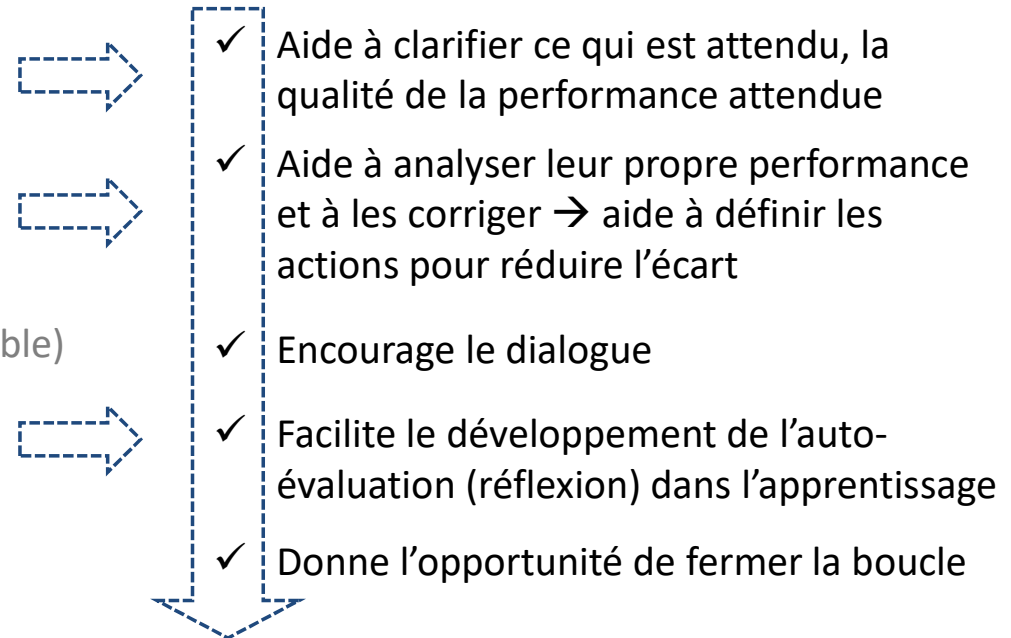 ✓ Aide à clarifier ce qui est attendu, la
qualité de la performance attendue
✓ Aide à analyser leur propre performance
et à les corriger → aide à définir les
actions pour réduire l’écart
ble)
✓ Encourage le dialogue
✓ Facilite le développement de l’auto-
évaluation (réflexion) dans l’apprentissage
✓ Donne l’opportunité de fermer la boucle